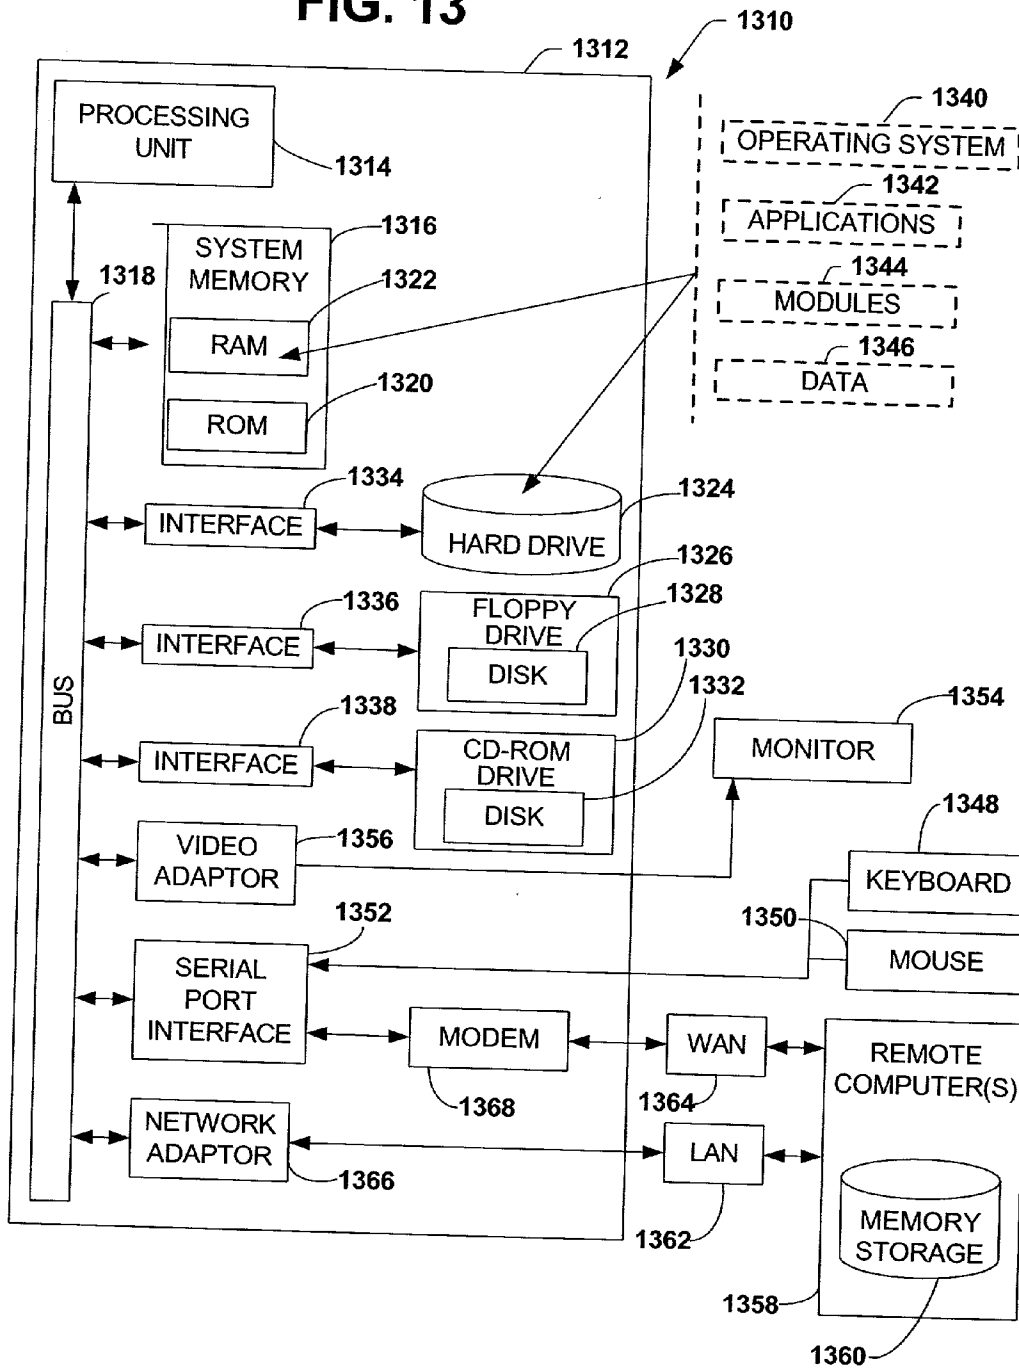 FIG. 13
1310
1312
PROCESSING
UNIT
1314
1340
OPERATING SYSTEM
1342
APPLICATIONS
1344
MODULES
1346
DATA
1316
SYSTEM
MEMORY
1318
1322
RAM
1320
ROM
1334
INTERFACE
1324
HARD DRIVE
1326
1336
INTERFACE
FLOPPY
DRIVE
1328
DISK
1330
1332
BUS
1338
INTERFACE
CD-ROM
DRIVE
DISK
1354
MONITOR
1356
VIDEO
ADAPTOR
1348
KEYBOARD
1350
MOUSE
1352
SERIAL
PORT
INTERFACE
MODEM
1368
WAN
1364
REMOTE
COMPUTER(S)
NETWORK
ADAPTOR
1366
LAN
1362
MEMORY
STORAGE
1358
1360